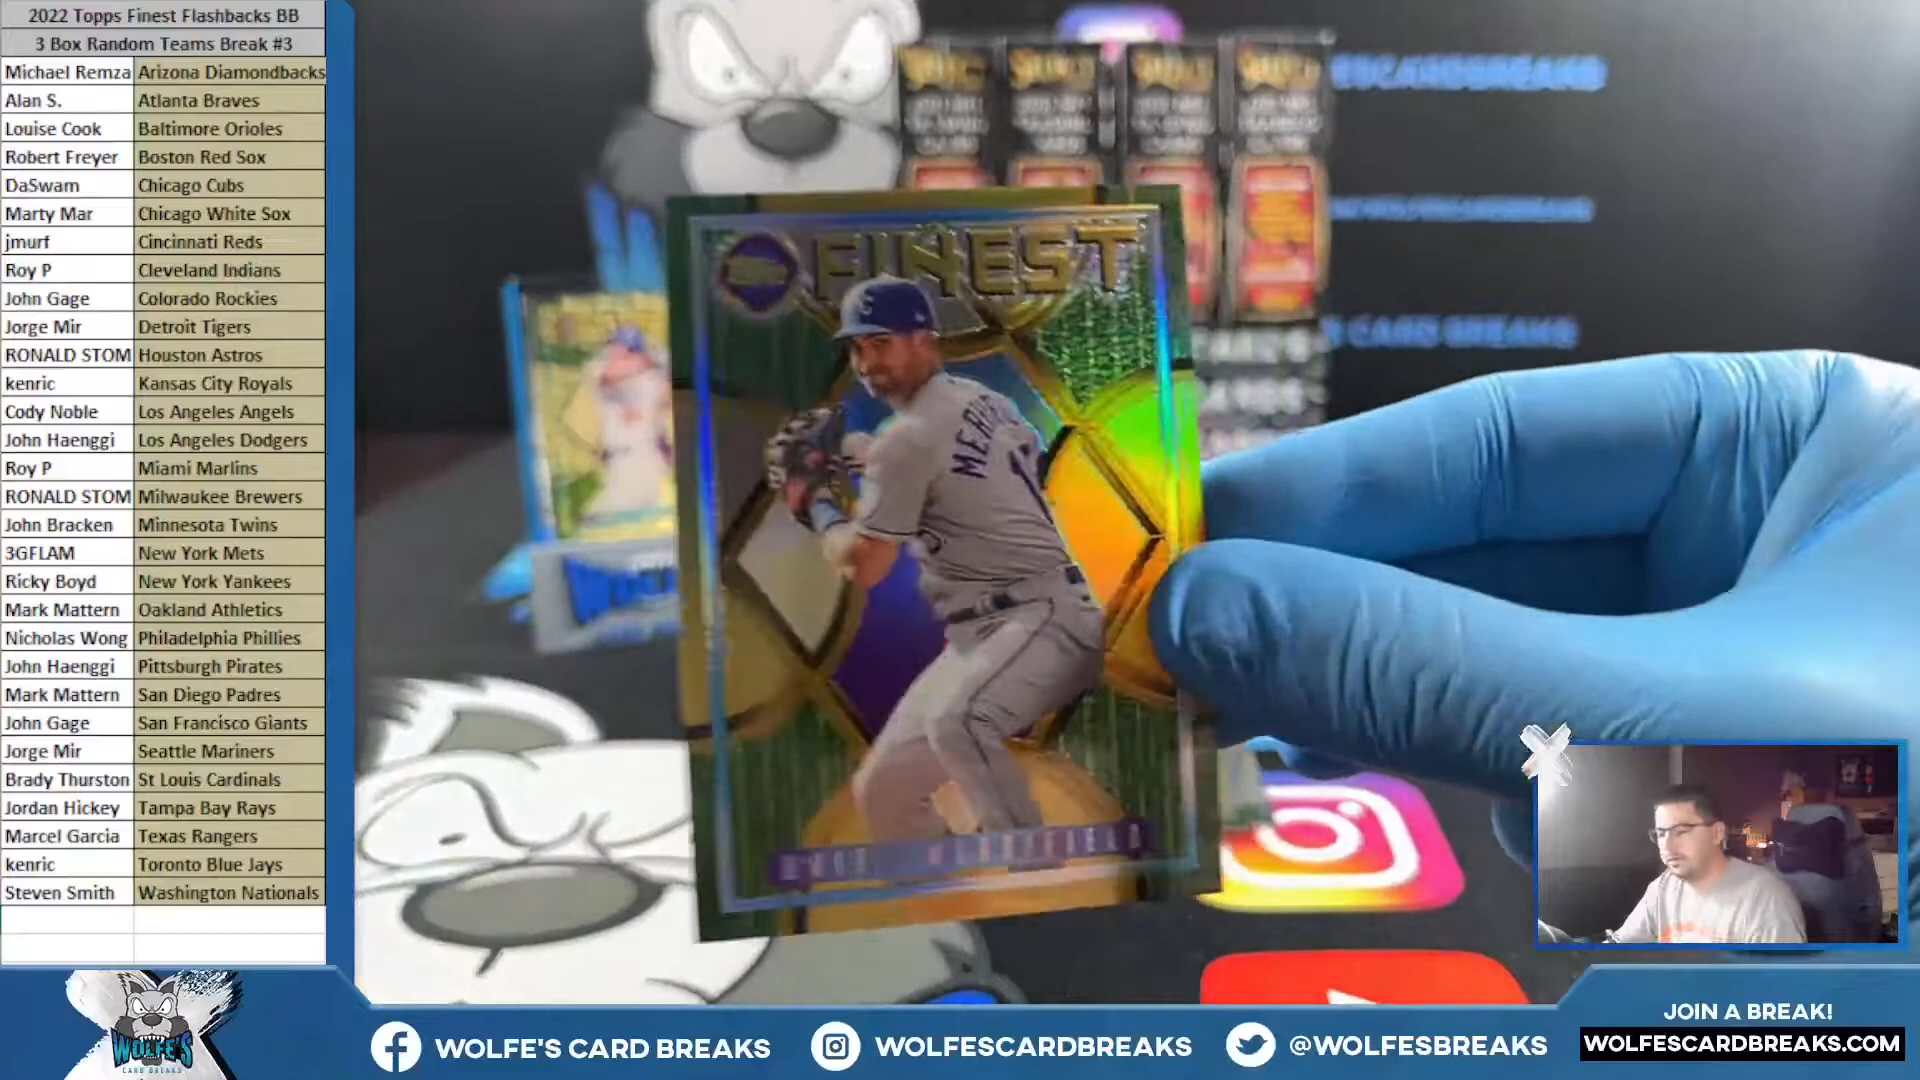 2022 Topps Finest Flashbacks BB
3 Box Random Teams Break #3
Michael Remza Arizona Diamondbacks
Alan S. Atlanta Braves
Louise Cook Baltimore Orioles
Robert Freyer Boston Red Sox
DaSwam Chicago Cubs
Marty Mar Chicago White Sox
jmurf Cincinnati Reds
Roy P Cleveland Indians
John Gage Colorado Rockies
Jorge Mir Detroit Tigers
RONALD STOM Houston Astros
kenric Kansas City Royals
Cody Noble Los Angeles Angels
John Haenggi Los Angeles Dodgers
Roy P Miami Marlins
RONALD STOM Milwaukee Brewers
John Bracken Minnesota Twins
3GFLAM New York Mets
Ricky Boyd New York Yankees
Mark Mattern Oakland Athletics
Nicholas Wong Philadelphia Phillies
John Haenggi Pittsburgh Pirates
Mark Mattern San Diego Padres
John Gage San Francisco Giants
Jorge Mir Seattle Mariners
Brady Thurston St Louis Cardinals
Jordan Hickey Tampa Bay Rays
Marcel Garcia Texas Rangers
kenric Toronto Blue Jays
Steven Smith Washington Nationals
FINEST
CARD BREAKS
WOLFE'S
CARD BREAKS
WOLFE'S CARD BREAKS
WOLFESCARDBREAKS
@WOLFESBREAKS
JOIN A BREAK!
WOLFESCARDBREAKS.COM